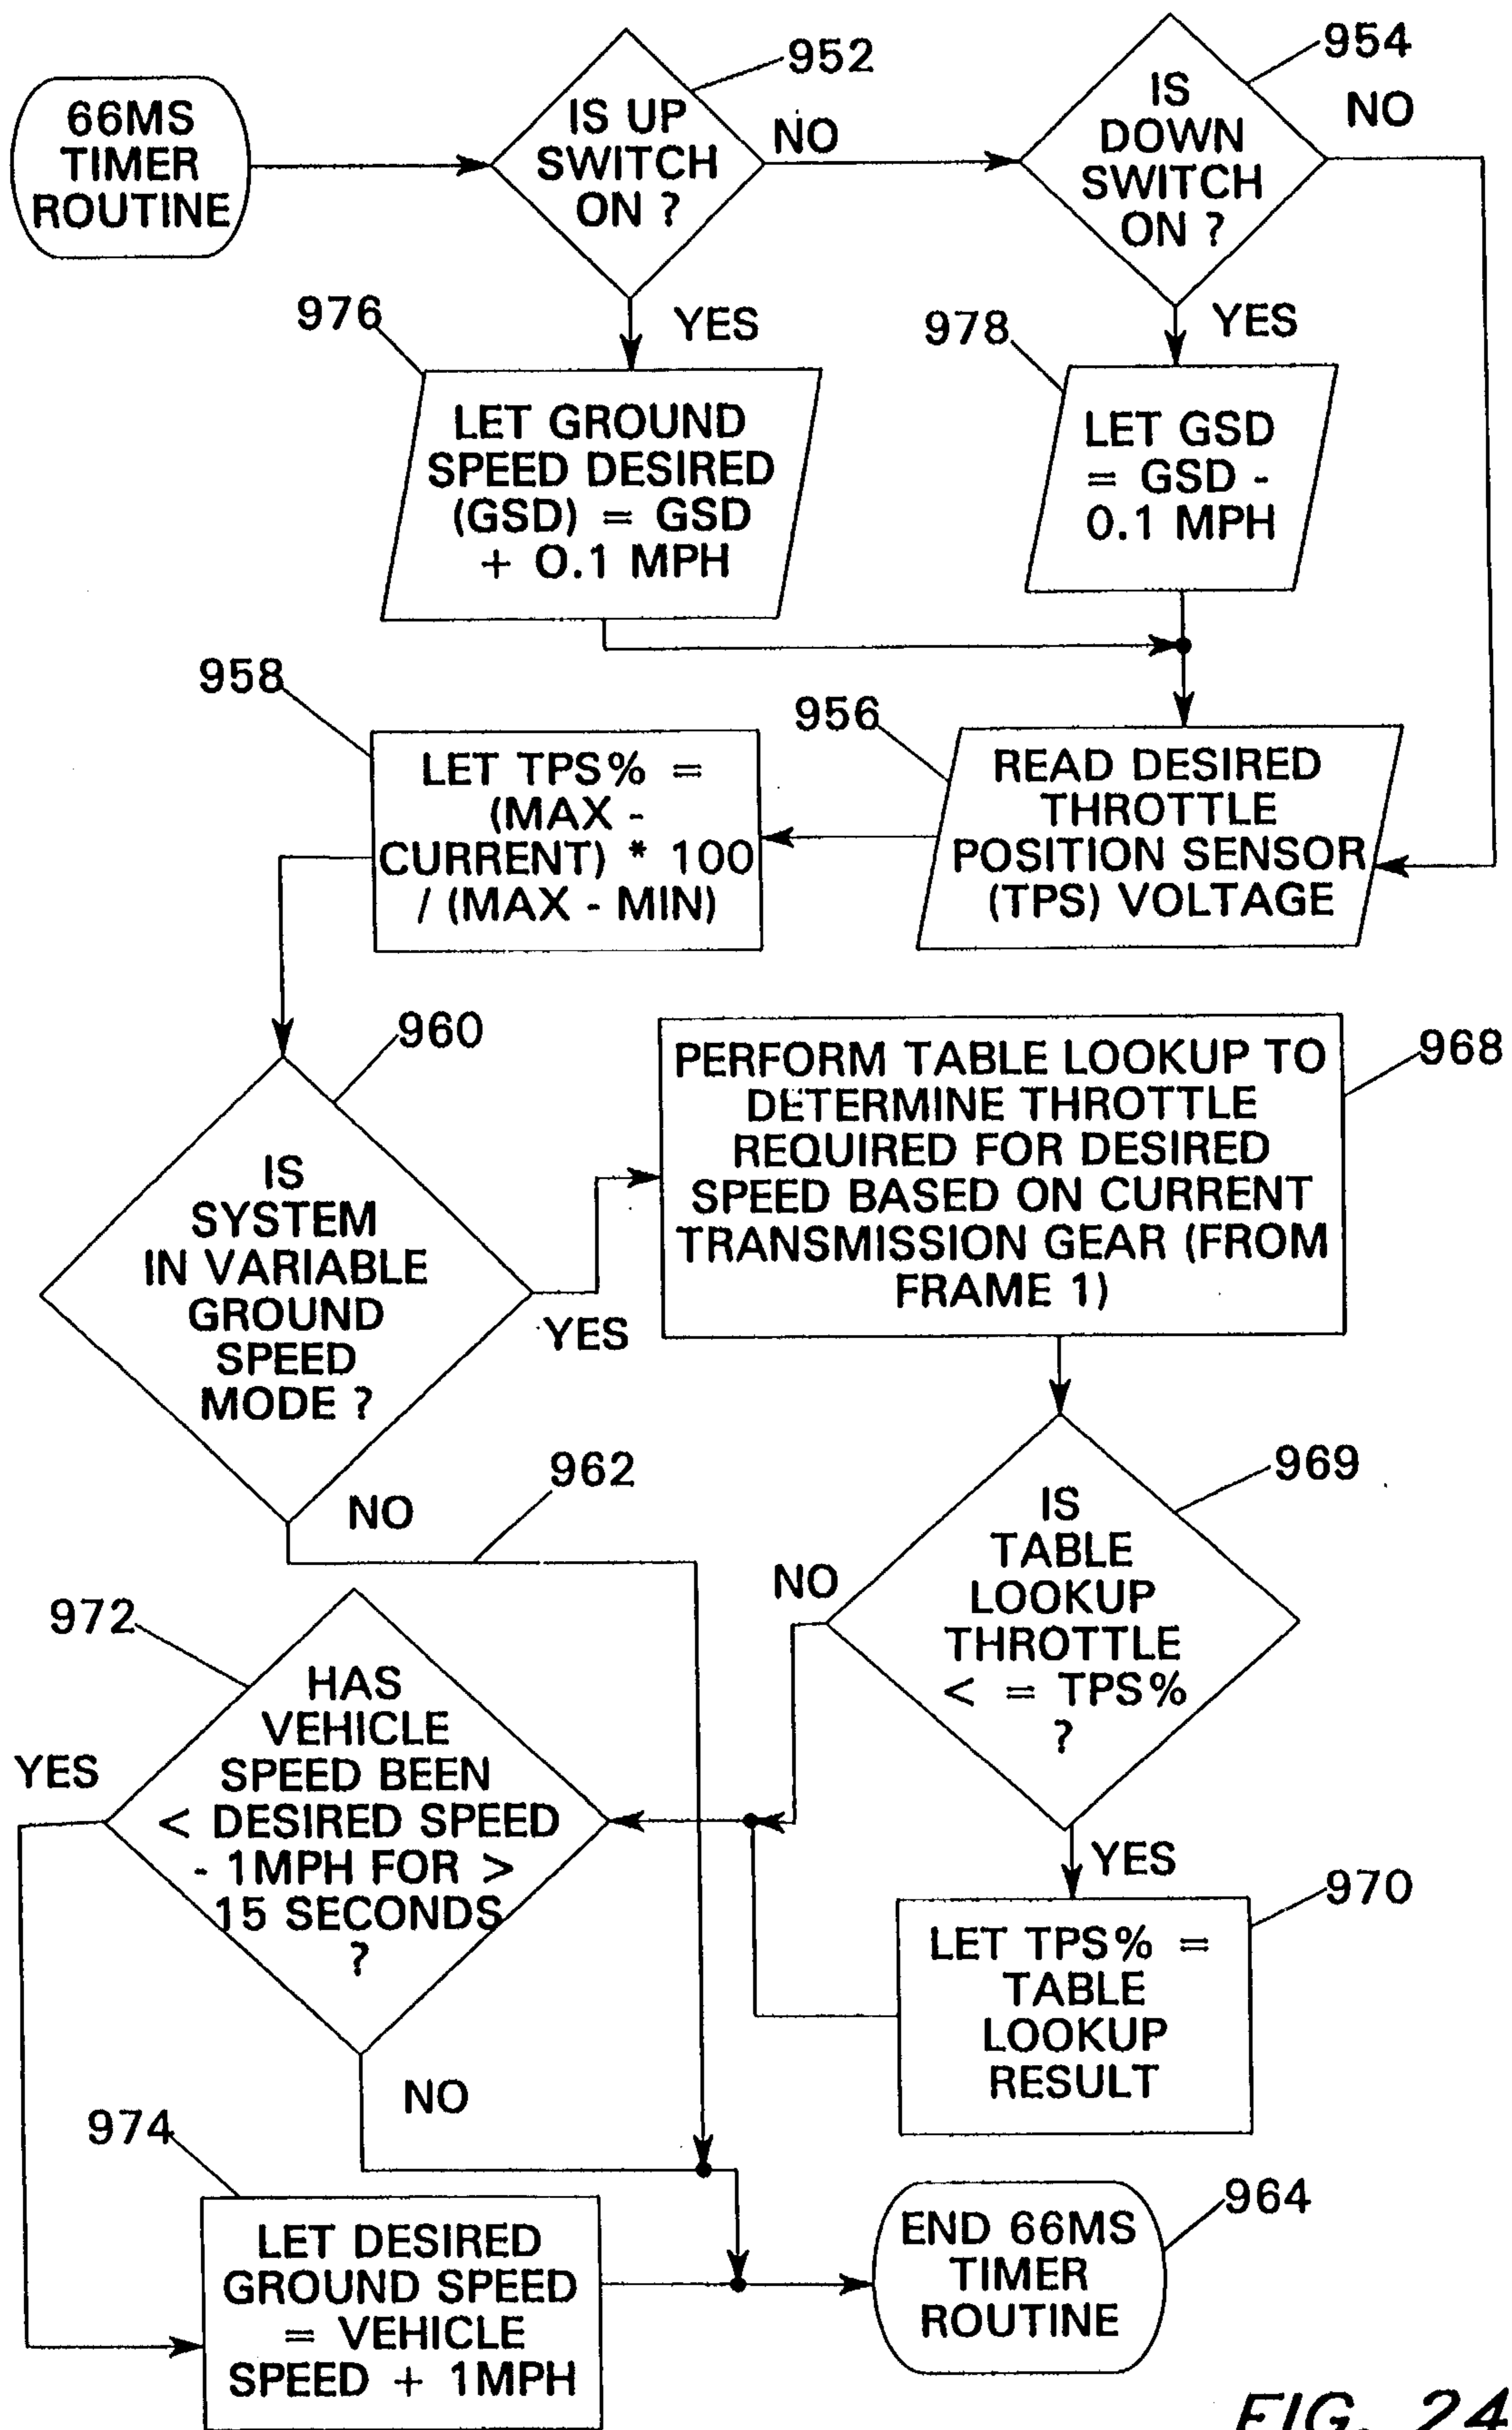 66MS
TIMER
ROUTINE
952
IS UP
SWITCH
ON ?
NO
954
IS
DOWN
SWITCH
ON ?
NO
976
YES
LET GROUND
SPEED DESIRED
(GSD) = GSD
+ 0.1 MPH
978
YES
LET GSD
= GSD -
0.1 MPH
958
LET TPS% =
(MAX -
CURRENT) * 100
/ (MAX - MIN)
956
READ DESIRED
THROTTLE
POSITION SENSOR
(TPS) VOLTAGE
960
IS
SYSTEM
IN VARIABLE
GROUND
SPEED
MODE ?
YES
NO
962
968
PERFORM TABLE LOOKUP TO
DETERMINE THROTTLE
REQUIRED FOR DESIRED
SPEED BASED ON CURRENT
TRANSMISSION GEAR (FROM
FRAME 1)
969
IS
TABLE
LOOKUP
THROTTLE
< = TPS%
?
NO
YES
972
HAS
VEHICLE
SPEED BEEN
< DESIRED SPEED
- 1MPH FOR >
15 SECONDS
?
YES
NO
970
LET TPS% =
TABLE
LOOKUP
RESULT
974
LET DESIRED
GROUND SPEED
= VEHICLE
SPEED + 1MPH
964
END 66MS
TIMER
ROUTINE
FIG. 24